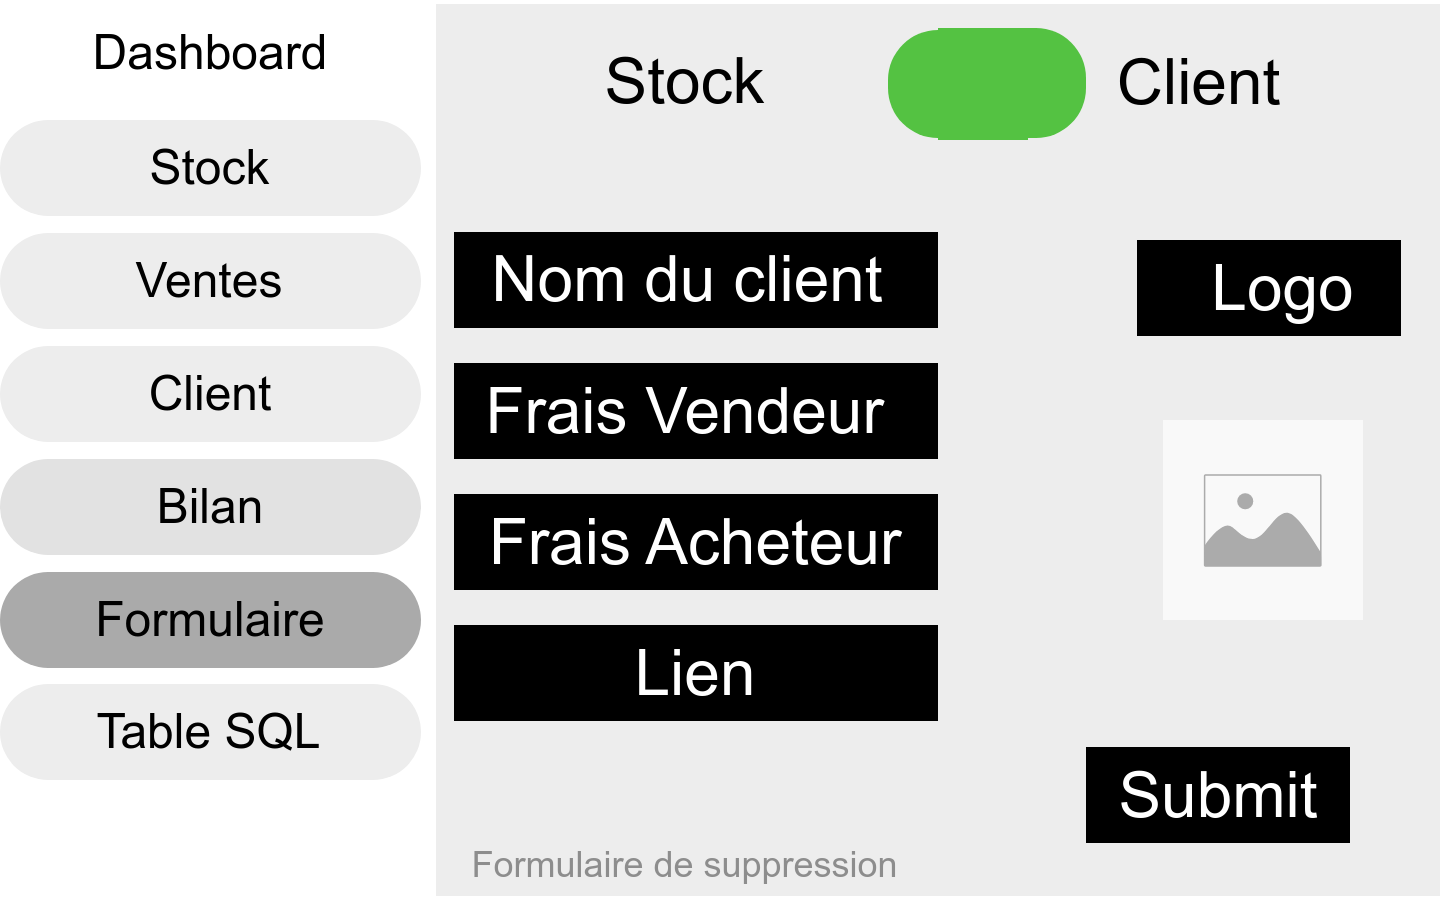 Dashboard
Stock
Ventes
Client
Bilan
Formulaire
Table SQL
Stock
Client
Nom du client
Frais Vendeur
Frais Acheteur
Lien
Logo
Submit
Formulaire de suppression